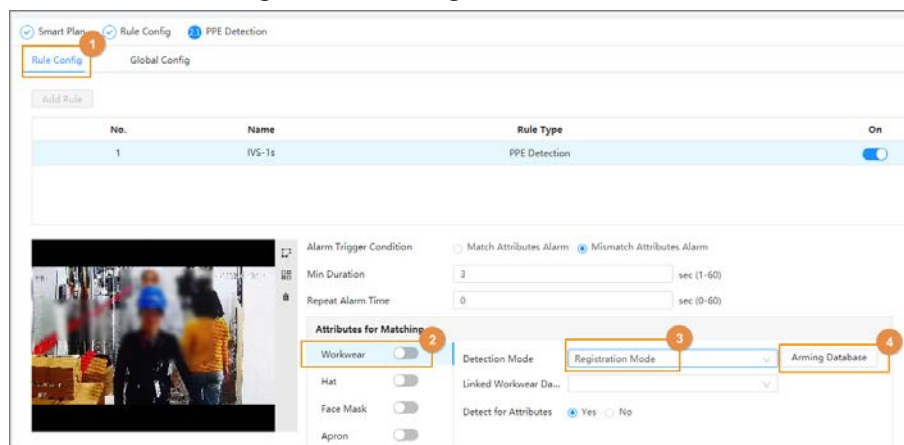 Smart Plan Rule Config 2.1 PPE Detection
1
Rule Config Global Config
Add Rule
No. Name Rule Type On
1 IVS-1s PPE Detection
Alarm Trigger Condition Match Attributes Alarm Mismatch Attributes Alarm
Min Duration 3 sec (1-60)
Repeat Alarm Time 0 sec (0-60)
Attributes for Matching
2
3
4
Workwear Detection Mode Registration Mode Arming Database
Hat Linked Workwear Da...
Face Mask Detect for Attributes Yes No
Apron